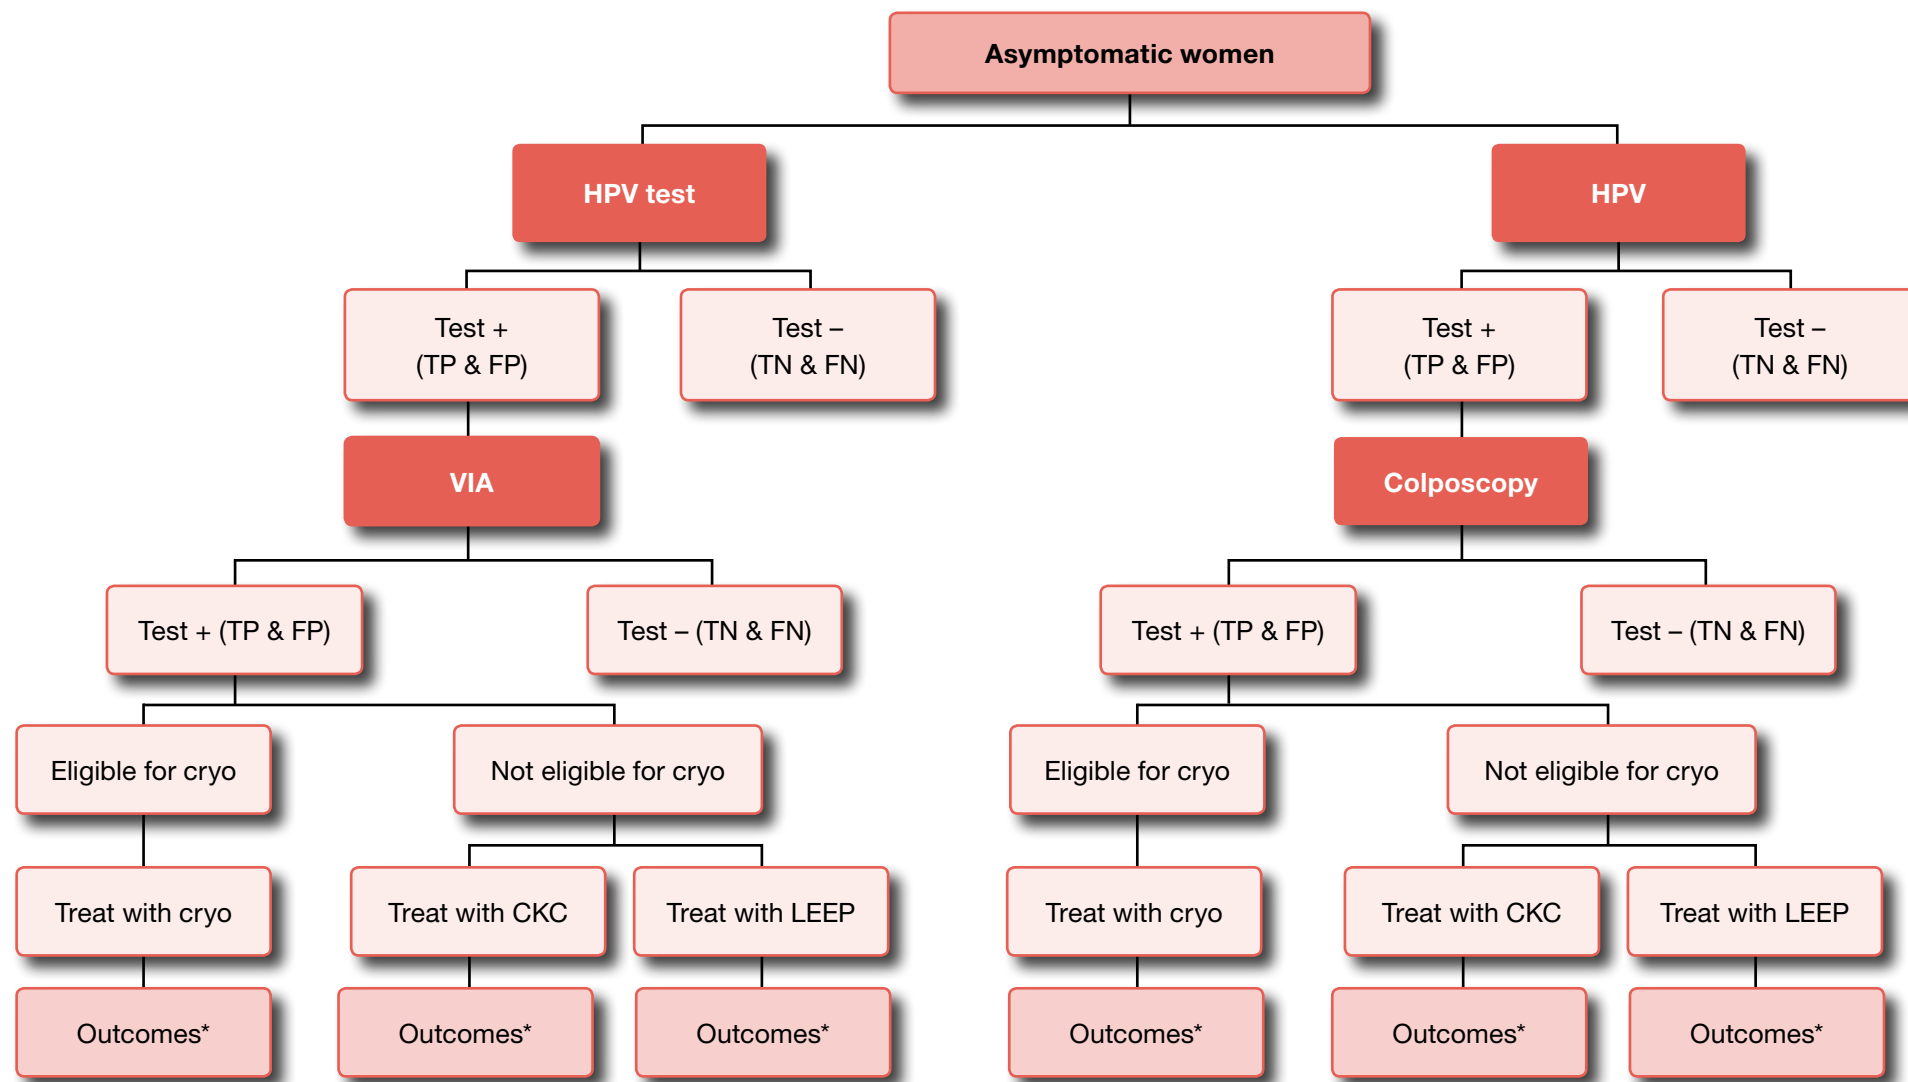 Asymptomatic women
HPV test
HPV
Test +
(TP & FP)
Test –
(TN & FN)
Test +
(TP & FP)
Test –
(TN & FN)
VIA
Colposcopy
Test + (TP & FP)
Test – (TN & FN)
Test + (TP & FP)
Test – (TN & FN)
Eligible for cryo
Not eligible for cryo
Eligible for cryo
Not eligible for cryo
Treat with cryo
Treat with CKC
Treat with LEEP
Treat with cryo
Treat with CKC
Treat with LEEP
Outcomes*
Outcomes*
Outcomes*
Outcomes*
Outcomes*
Outcomes*